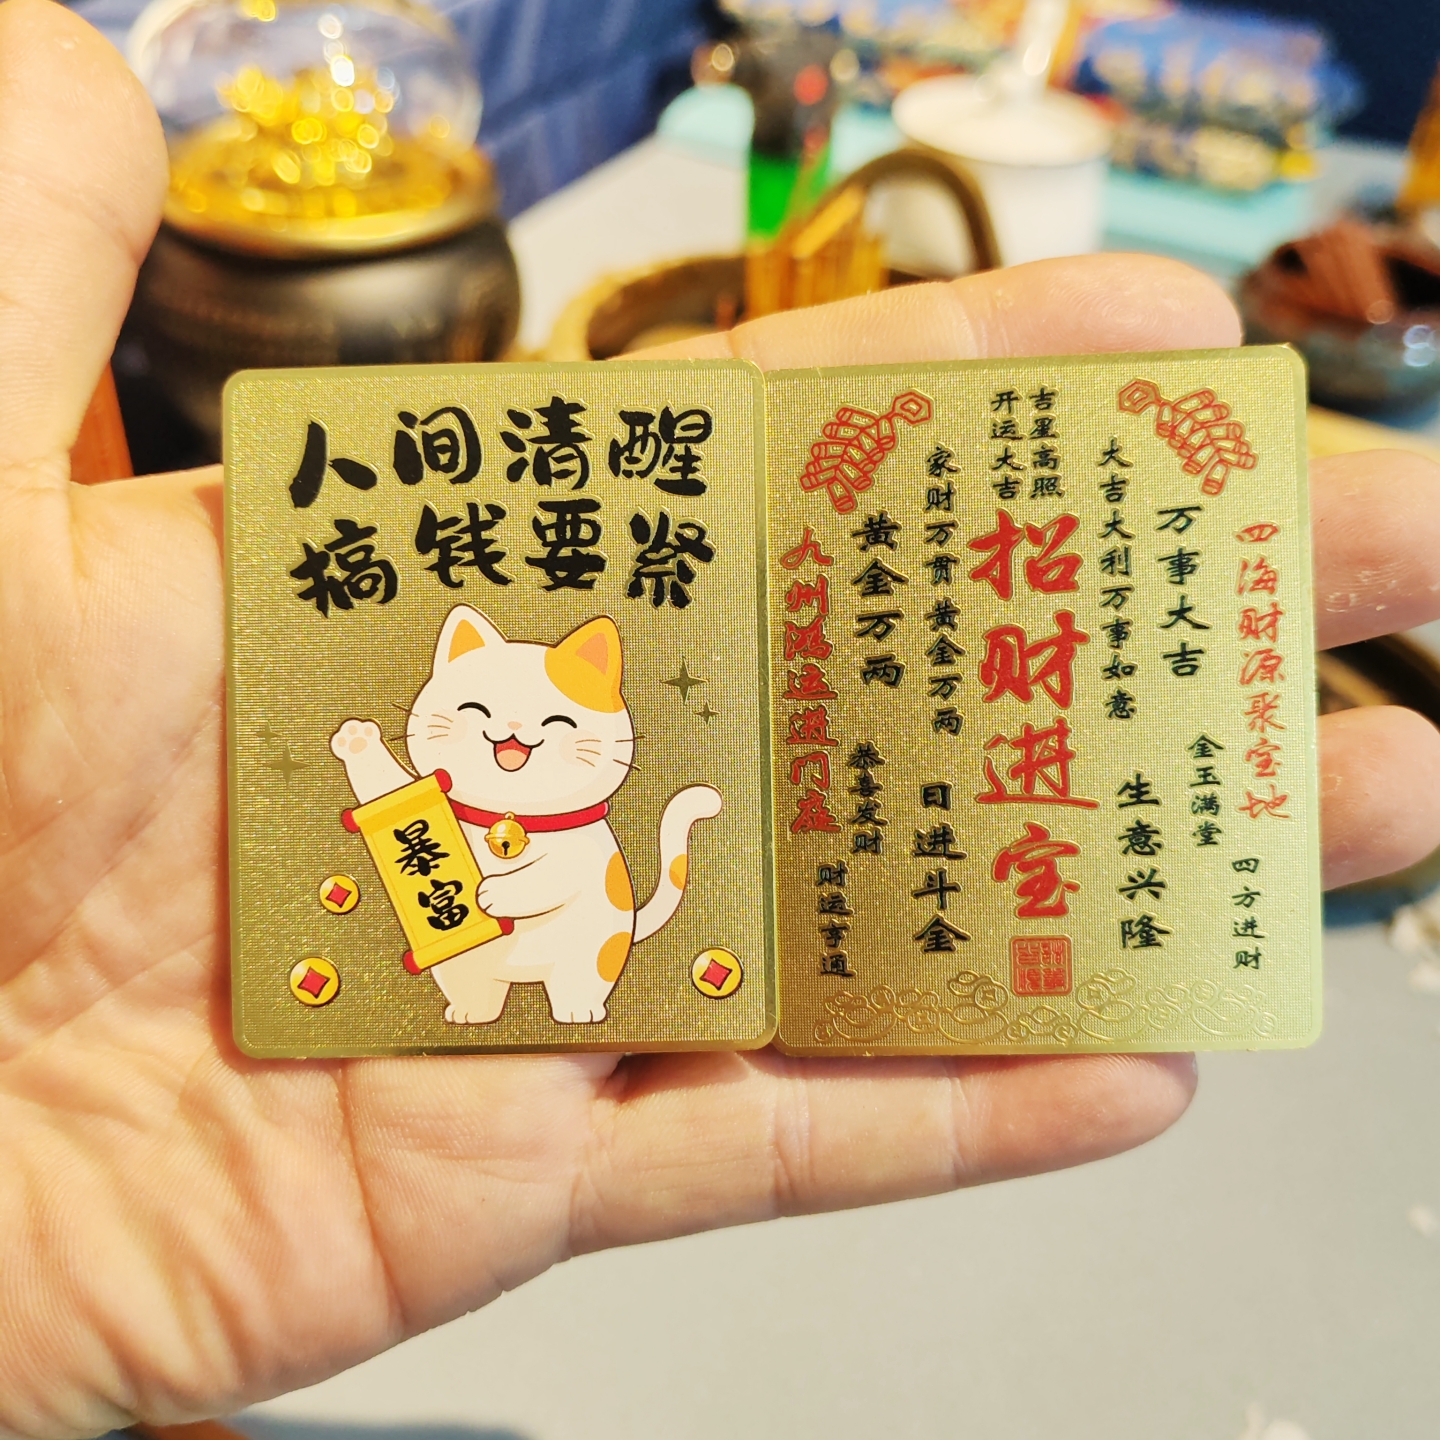 人间清醒
搞钱要紧
暴富
吉星高照
开运大吉
招财进宝
四海财源聚宝地
九州鸿运进门庭
万事大吉
大吉大利万事如意
家财万贯黄金万两
黄金万两
金玉满堂
生意兴隆
日进斗金
恭喜发财
四方进财
财运亨通